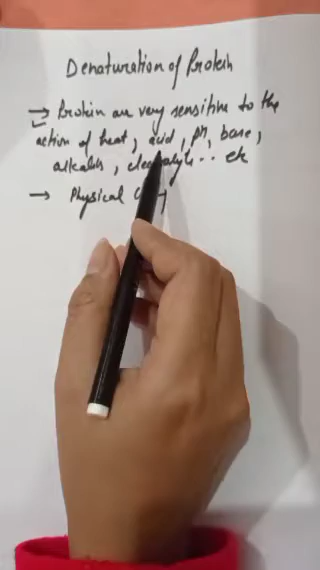 Denaturation of Protein
→ Protein are very sensitive to the
action of heat, acid, pH, base,
alkalis, electrolyte.. etc
→ Physical